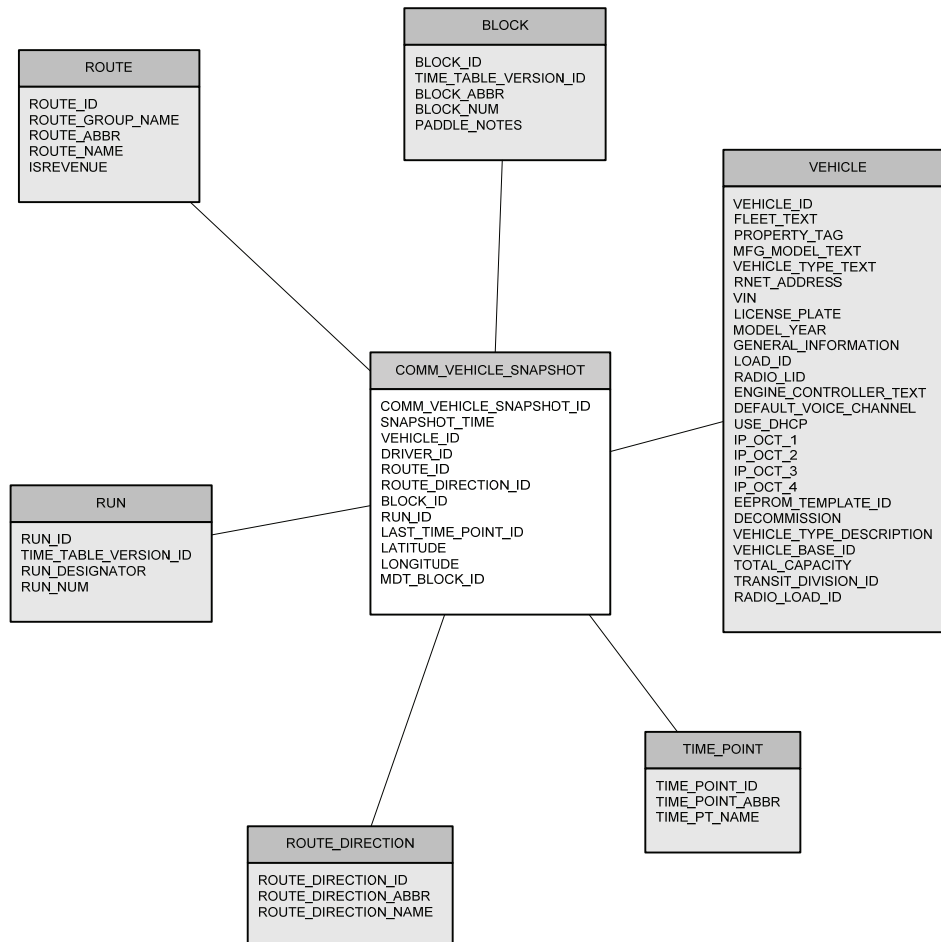 BLOCK
BLOCK_ID
TIME_TABLE_VERSION_ID
BLOCK_ABBR
BLOCK_NUM
PADDLE_NOTES
ROUTE
ROUTE_ID
ROUTE_GROUP_NAME
ROUTE_ABBR
ROUTE_NAME
ISREVENUE
VEHICLE
VEHICLE_ID
FLEET_TEXT
PROPERTY_TAG
MFG_MODEL_TEXT
VEHICLE_TYPE_TEXT
RNET_ADDRESS
VIN
LICENSE_PLATE
MODEL_YEAR
GENERAL_INFORMATION
LOAD_ID
RADIO_LID
ENGINE_CONTROLLER_TEXT
DEFAULT_VOICE_CHANNEL
USE_DHCP
IP_OCT_1
IP_OCT_2
IP_OCT_3
IP_OCT_4
EEPROM_TEMPLATE_ID
DECOMMISSION
VEHICLE_TYPE_DESCRIPTION
VEHICLE_BASE_ID
TOTAL_CAPACITY
TRANSIT_DIVISION_ID
RADIO_LOAD_ID
COMM_VEHICLE_SNAPSHOT
COMM_VEHICLE_SNAPSHOT_ID
SNAPSHOT_TIME
VEHICLE_ID
DRIVER_ID
ROUTE_ID
ROUTE_DIRECTION_ID
BLOCK_ID
RUN_ID
LAST_TIME_POINT_ID
LATITUDE
LONGITUDE
MDT_BLOCK_ID
RUN
RUN_ID
TIME_TABLE_VERSION_ID
RUN_DESIGNATOR
RUN_NUM
TIME_POINT
TIME_POINT_ID
TIME_POINT_ABBR
TIME_PT_NAME
ROUTE_DIRECTION
ROUTE_DIRECTION_ID
ROUTE_DIRECTION_ABBR
ROUTE_DIRECTION_NAME